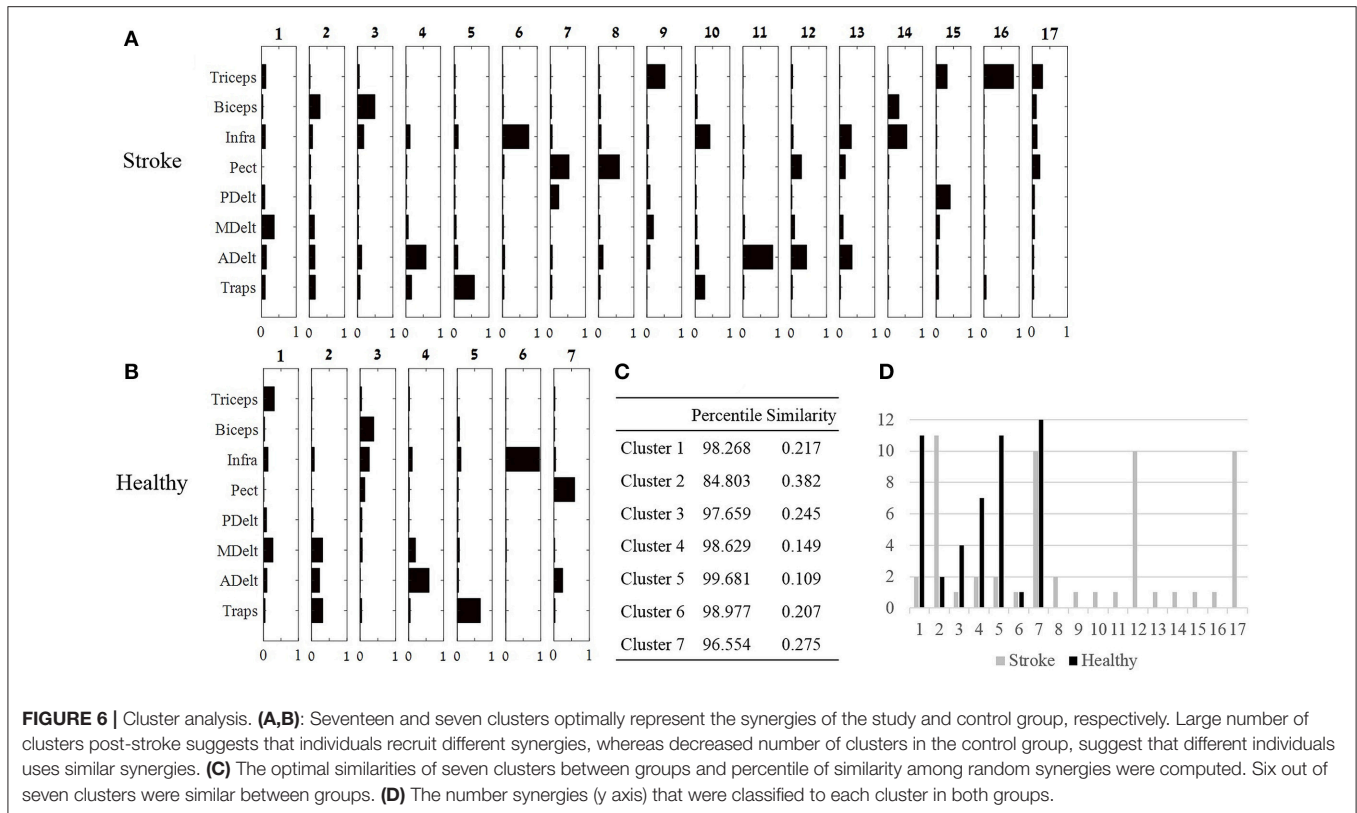 A
1 2 3 4 5 6 7 8 9 10 11 12 13 14 15 16 17
Stroke
Triceps
Biceps
Infra
Pect
PDelt
MDelt
ADelt
Traps
0 1 0 1 0 1 0 1 0 1 0 1 0 1 0 1 0 1 0 1 0 1 0 1 0 1 0 1 0 1 0 1 0 1
B
1 2 3 4 5 6 7
Healthy
Triceps
Biceps
Infra
Pect
PDelt
MDelt
ADelt
Traps
0 1 0 1 0 1 0 1 0 1 0 1 0 1
C
Percentile Similarity
Cluster 1 98.268 0.217
Cluster 2 84.803 0.382
Cluster 3 97.659 0.245
Cluster 4 98.629 0.149
Cluster 5 99.681 0.109
Cluster 6 98.977 0.207
Cluster 7 96.554 0.275
D
12
10
8
6
4
2
0
1 2 3 4 5 6 7 8 9 10 11 12 13 14 15 16 17
Stroke Healthy
FIGURE 6 | Cluster analysis. (A,B): Seventeen and seven clusters optimally represent the synergies of the study and control group, respectively. Large number of
clusters post-stroke suggests that individuals recruit different synergies, whereas decreased number of clusters in the control group, suggest that different individuals
uses similar synergies. (C) The optimal similarities of seven clusters between groups and percentile of similarity among random synergies were computed. Six out of
seven clusters were similar between groups. (D) The number synergies (y axis) that were classified to each cluster in both groups.